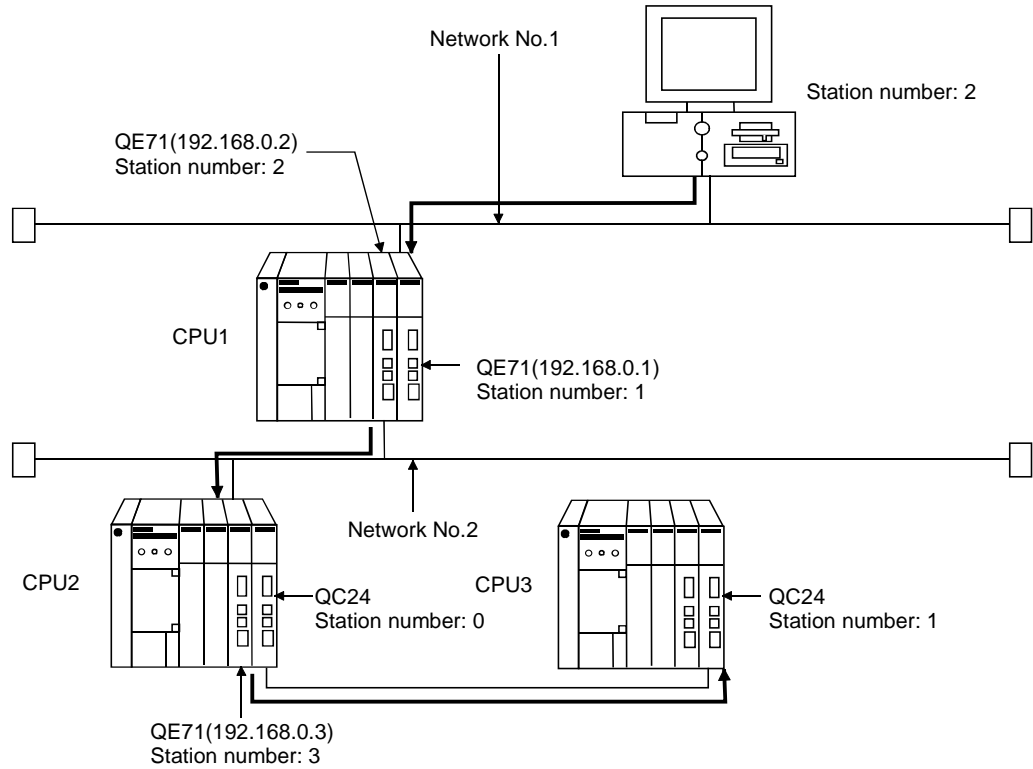 Network No.1
Station number: 2
QE71(192.168.0.2)
Station number: 2
CPU1
QE71(192.168.0.1)
Station number: 1
Network No.2
CPU2
QC24
Station number: 0
CPU3
QC24
Station number: 1
QE71(192.168.0.3)
Station number: 3